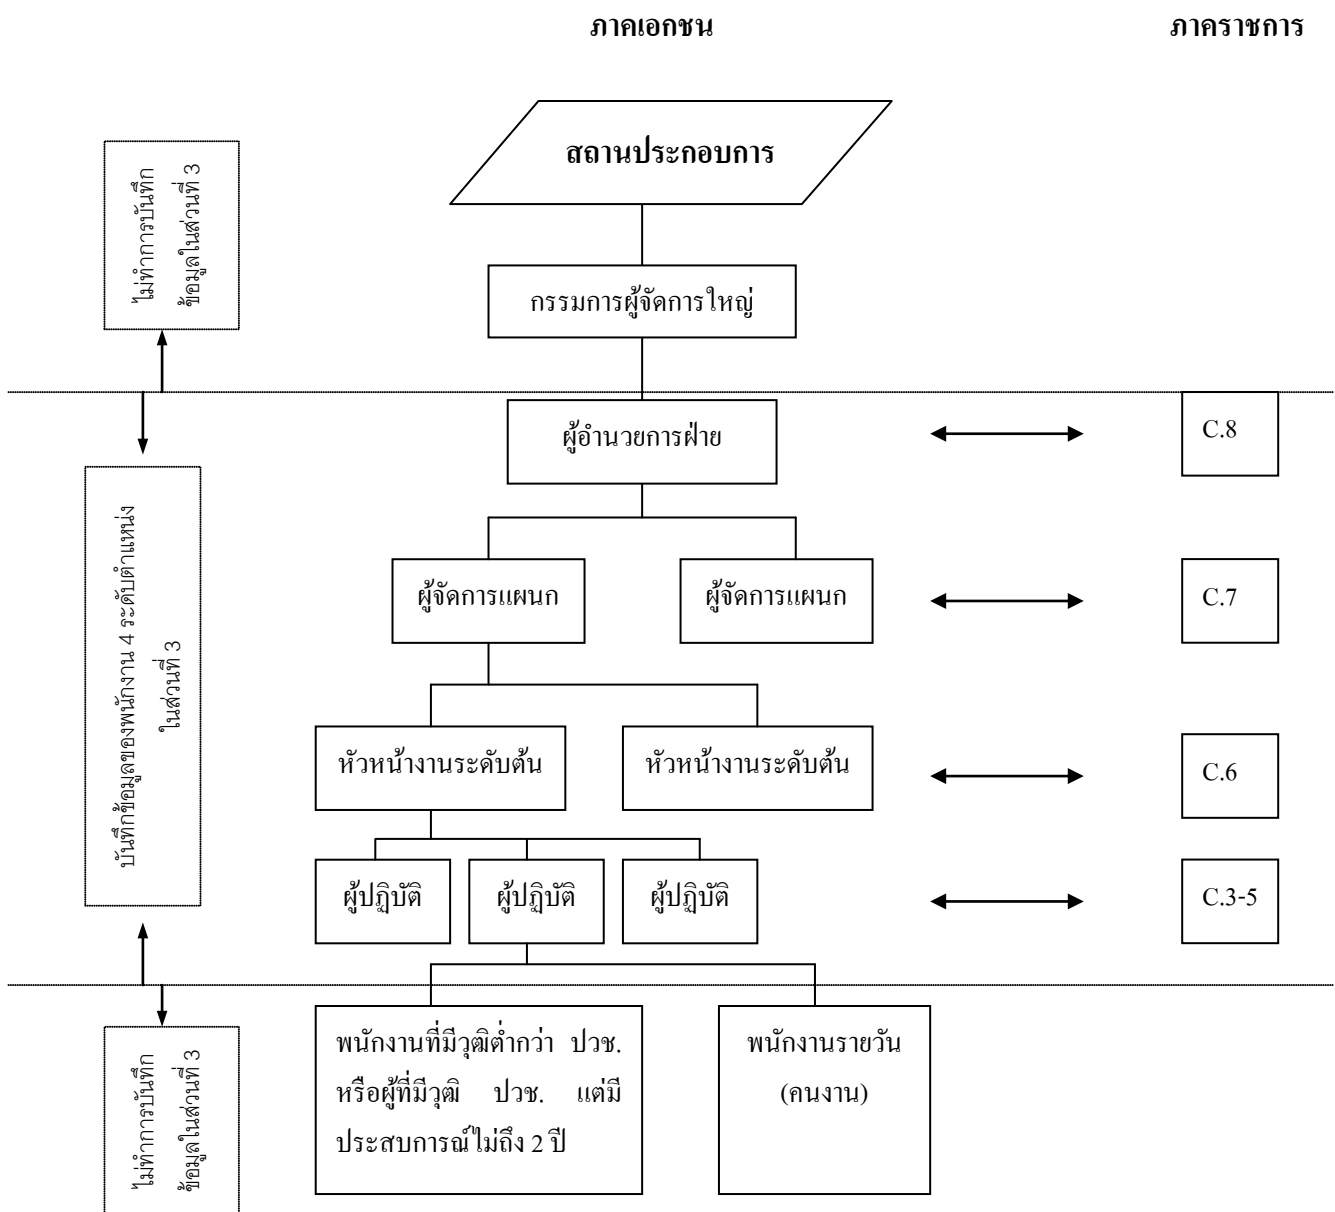 ภาคเอกชน
ภาคราชการ
สถานประกอบการ
ไม่ทำการบันทึก
ข้อมูลในส่วนที่ 3
กรรมการผู้จัดการใหญ่
ผู้อำนวยการฝ่าย
C.8
บันทึกข้อมูลของพนักงาน 4 ระดับตำแหน่ง
ในส่วนที่ 3
ผู้จัดการแผนก
ผู้จัดการแผนก
C.7
หัวหน้างานระดับต้น
หัวหน้างานระดับต้น
C.6
ผู้ปฏิบัติ
ผู้ปฏิบัติ
ผู้ปฏิบัติ
C.3-5
ไม่ทำการบันทึก
ข้อมูลในส่วนที่ 3
พนักงานที่มีวุฒิต่ำกว่า ปวช.
หรือผู้ที่มีวุฒิ ปวช. แต่มี
ประสบการณ์ไม่ถึง 2 ปี
พนักงานรายวัน
(คนงาน)